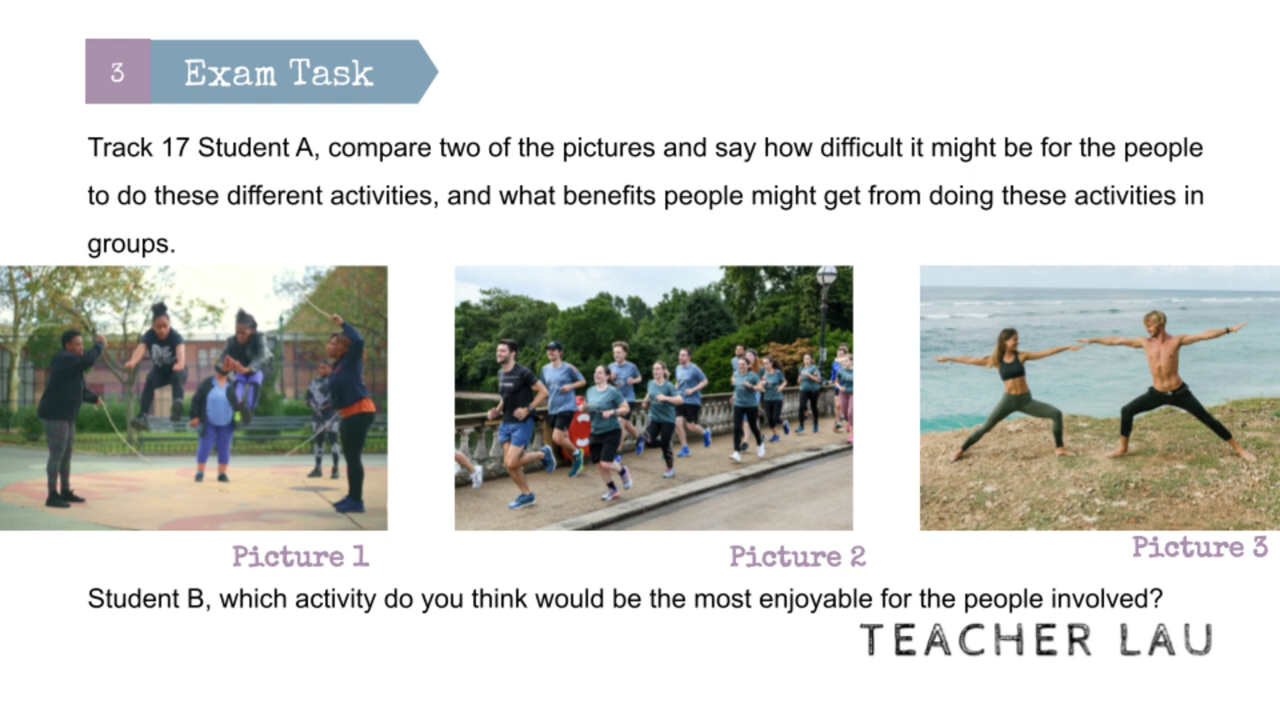 3 Exam Task
Track 17 Student A, compare two of the pictures and say how difficult it might be for the people
to do these different activities, and what benefits people might get from doing these activities in
groups.
Picture 1
Picture 2
Picture 3
Student B, which activity do you think would be the most enjoyable for the people involved?
TEACHER LAU